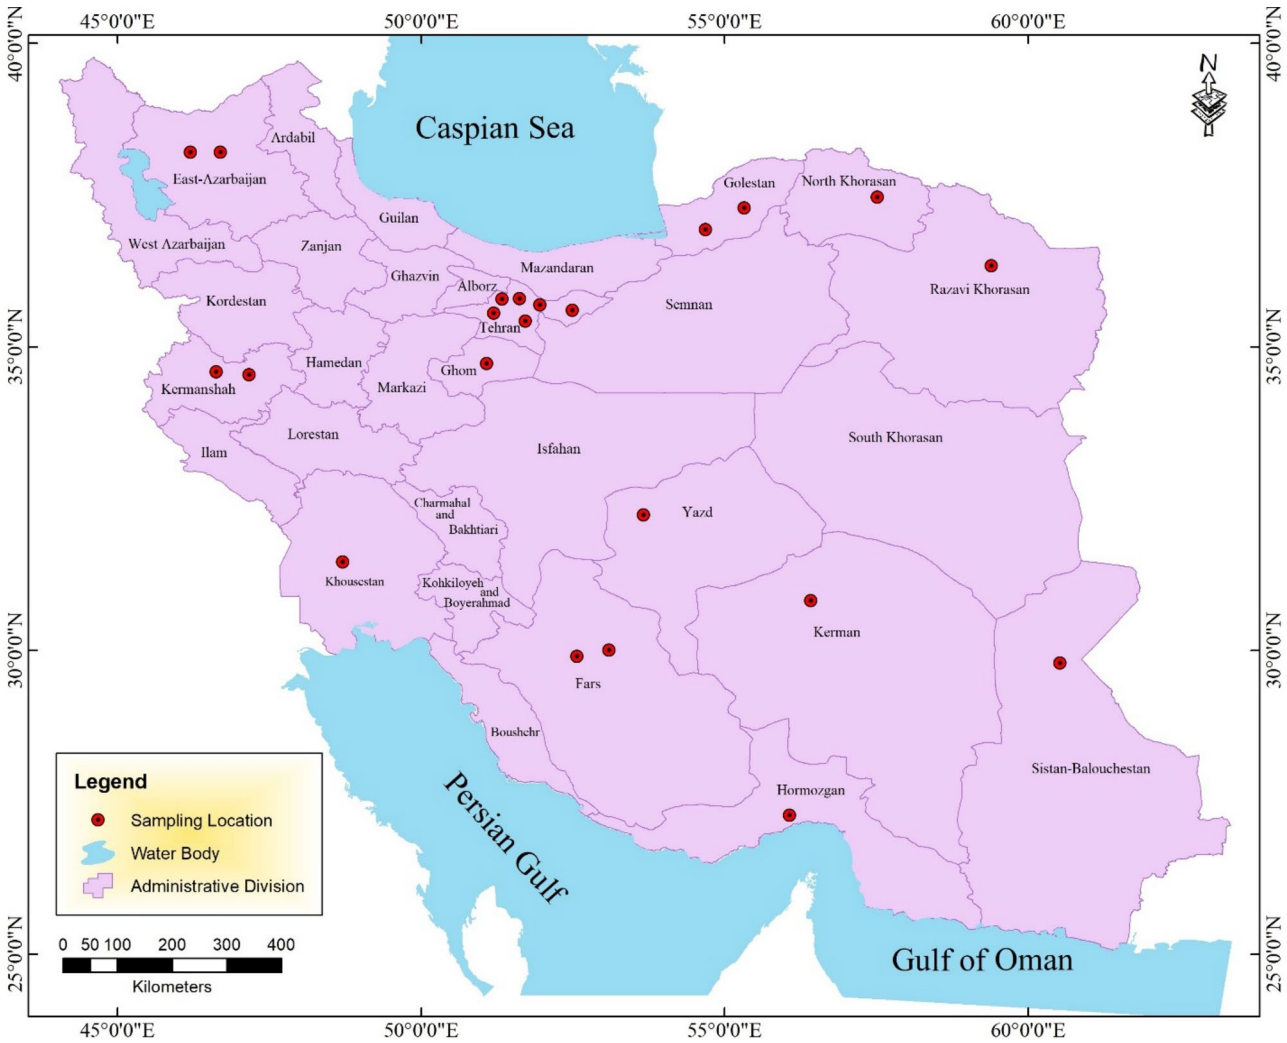 45°0'0"E 50°0'0"E 55°0'0"E 60°0'0"E
40°0'0"N 40°0'0"N
N
Caspian Sea
Ardabil
East-Azarbaijan
Golestan
North Khorasan
Guilan
West Azarbaijan
Zanjan
Mazandaran
Ghazvin
Alborz
Razavi Khorasan
Kordestan
Semnan
Tehran
35°0'0"N 35°0'0"N
Hamedan
Ghom
Kermanshah
Markazi
Lorestan
South Khorasan
Isfahan
Ilam
Charmahal
and
Bakhtiari
Yazd
Khousestan
Kohkiloyeh
and
Boyerahmad
Kerman
30°0'0"N 30°0'0"N
Fars
Boushehr
Sistan-Balouchestan
Hormozgan
Persian Gulf
Legend
Sampling Location
Water Body
Administrative Division
0 50 100 200 300 400
Kilometers
Gulf of Oman
25°0'0"N 25°0'0"N
45°0'0"E 50°0'0"E 55°0'0"E 60°0'0"E